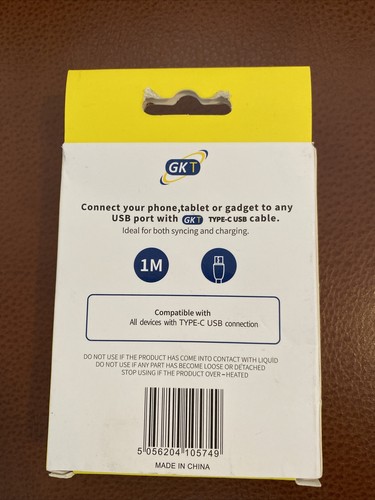 GKT
Connect your phone,tablet or gadget to any
USB port with GKT TYPE-C USB cable.
Ideal for both syncing and charging.
1M
Compatible with
All devices with TYPE-C USB connection
DO NOT USE IF THE PRODUCT HAS COME INTO CONTACT WITH LIQUID
DO NOT USE IF ANY PART HAS BECOME LOOSE OR DETACHED
STOP USING IF THE PRODUCT OVER-HEATED
5 056204 105749
MADE IN CHINA